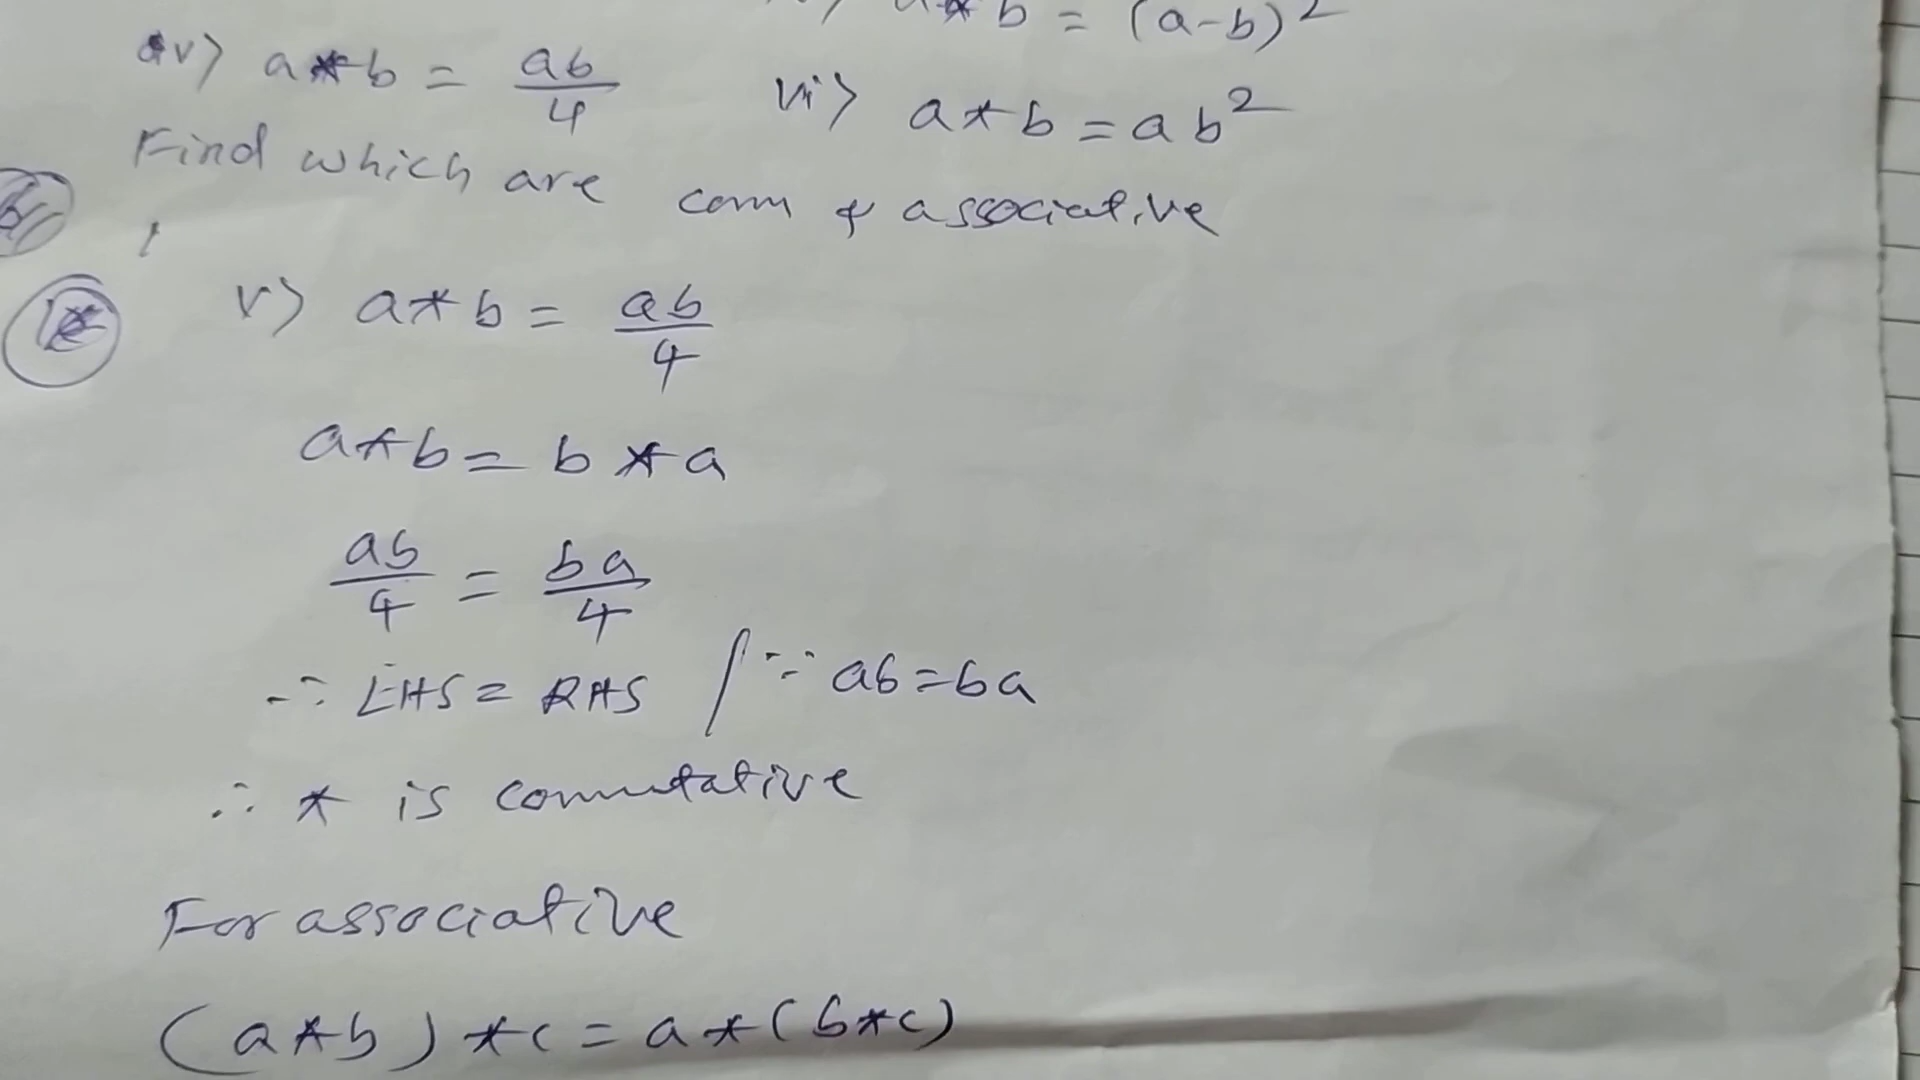 a * b = (a-b)²
v) a * b = ab/4
vi) a * b = ab²
Find which are comm & associative
v) a * b = ab/4
a * b = b * a
ab/4 = ba/4
∴ LHS = RHS / ∵ ab = ba
∴ * is commutative
For associative
(a * b) * c = a * (b * c)